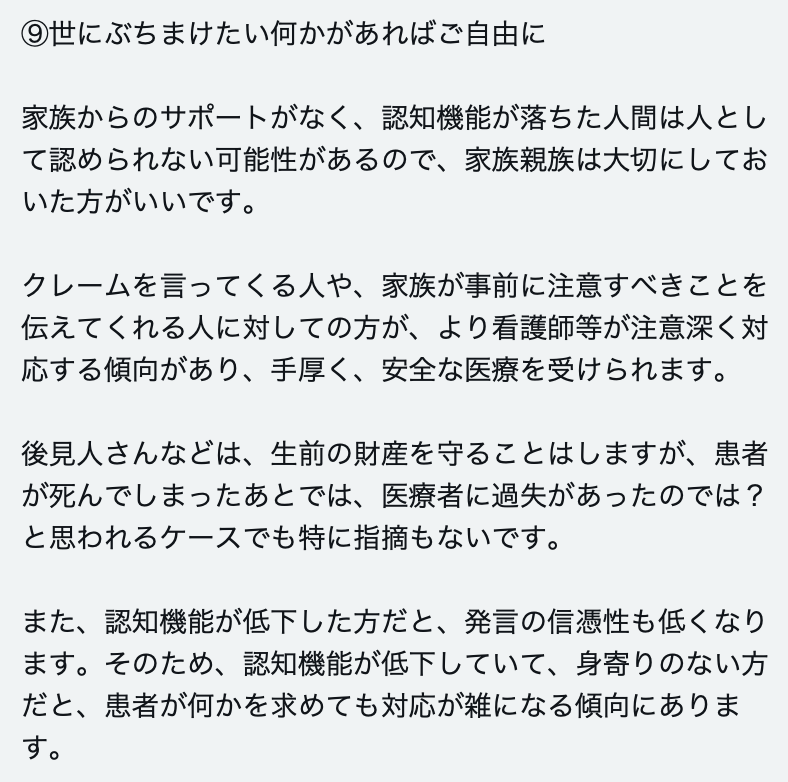 ⑨世にぶちまけたい何かがあればご自由に
家族からのサポートがなく、認知機能が落ちた人間は人とし
て認められない可能性があるので、家族親族は大切にしてお
いた方がいいです。
クレームを言ってくる人や、家族が事前に注意すべきことを
伝えてくれる人に対しての方が、より看護師等が注意深く対
応する傾向があり、手厚く、安全な医療を受けられます。
後見人さんなどは、生前の財産を守ることはしますが、患者
が死んでしまったあとでは、医療者に過失があったのでは？
と思われるケースでも特に指摘もないです。
また、認知機能が低下した方だと、発言の信憑性も低くなり
ます。そのため、認知機能が低下していて、身寄りのない方
だと、患者が何かを求めても対応が雑になる傾向にありま
す。